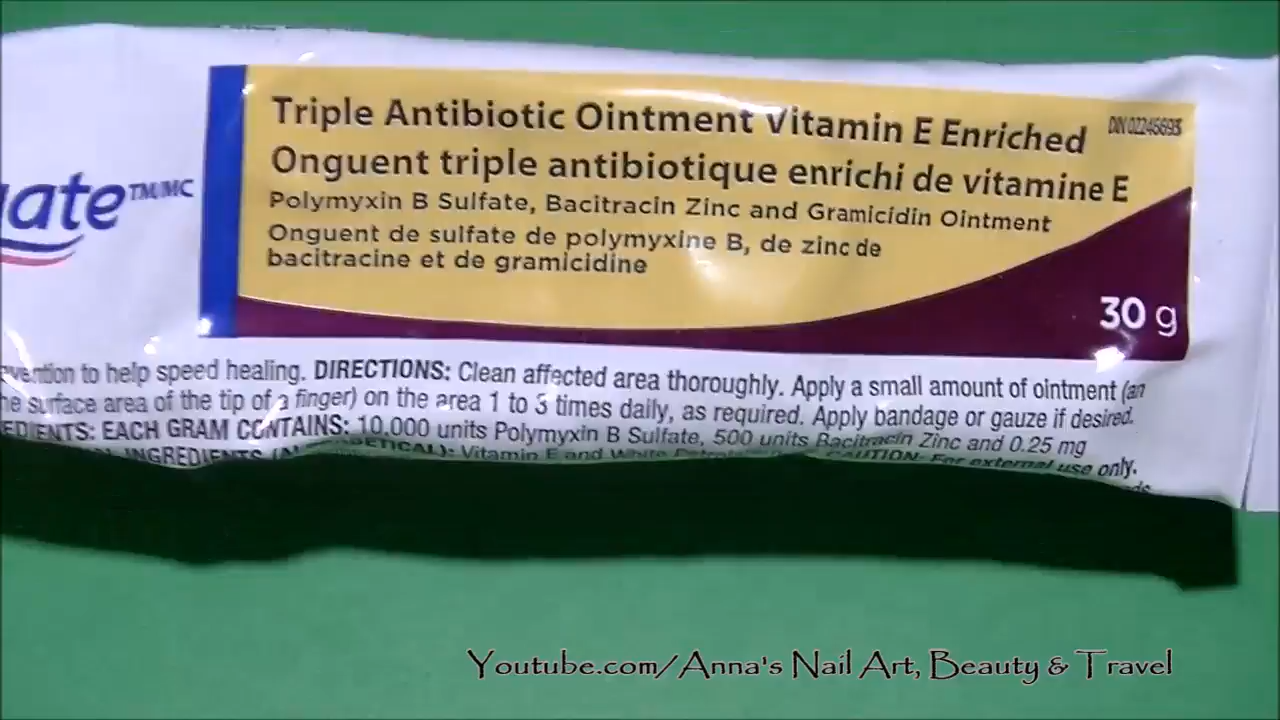 Triple Antibiotic Ointment Vitamin E Enriched
Onguent triple antibiotique enrichi de vitamine E
Polymyxin B Sulfate, Bacitracin Zinc and Gramicidin Ointment
Onguent de sulfate de polymyxine B, de zinc de
bacitracine et de gramicidine
ate TM/MC
30 g
to help speed healing. DIRECTIONS: Clean affected area thoroughly. Apply a small amount of ointment (an
surface area of the tip of a finger) on the area 1 to 3 times daily, as required. Apply bandage or gauze if desired.
EDIENTS: EACH GRAM CONTAINS: 10,000 units Polymyxin B Sulfate, 500 units Bacitracin Zinc and 0.25 mg
INGREDIENTS Vitamin E and White CAUTION: For external use only.
Youtube.com/Anna's Nail Art, Beauty & Travel